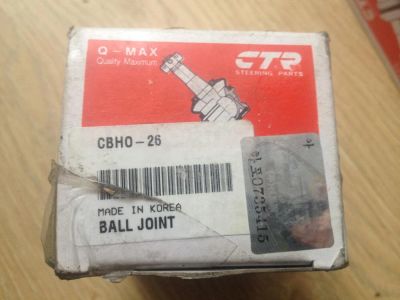 Q - MAX
Quality Maximum
CTR
STEERING PARTS
CBHO-26
MADE IN KOREA
BALL JOINT